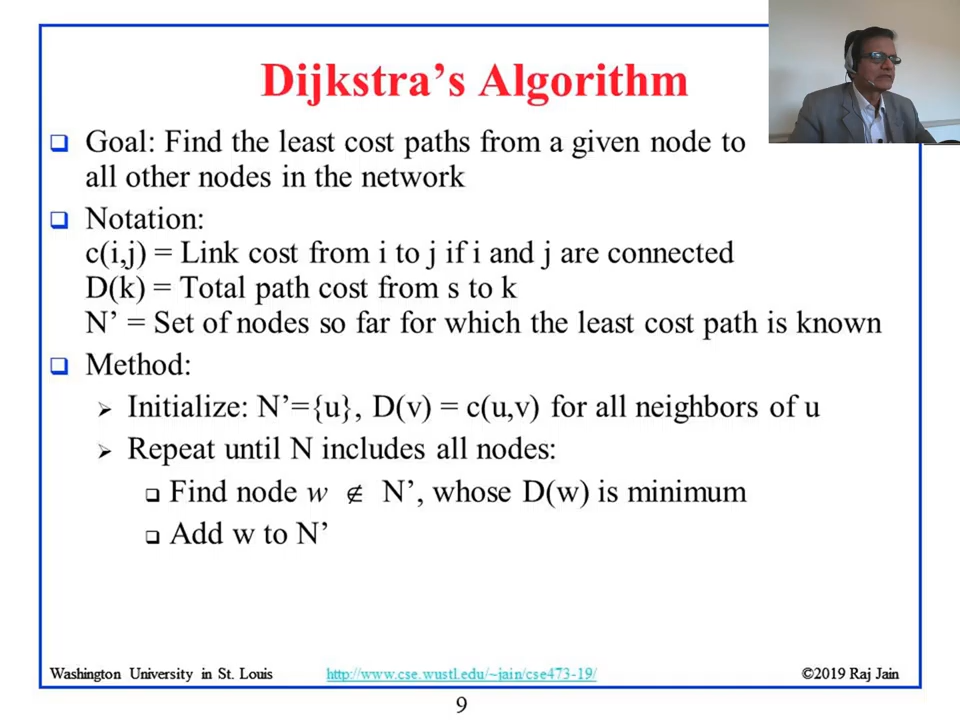 Dijkstra's Algorithm
Goal: Find the least cost paths from a given node to
all other nodes in the network
Notation:
c(i,j) = Link cost from i to j if i and j are connected
D(k) = Total path cost from s to k
N' = Set of nodes so far for which the least cost path is known
Method:
Initialize: N'={u}, D(v) = c(u,v) for all neighbors of u
Repeat until N includes all nodes:
Find node w ∉ N', whose D(w) is minimum
Add w to N'
Washington University in St. Louis http://www.cse.wustl.edu/~jain/cse473-19/ ©2019 Raj Jain
9